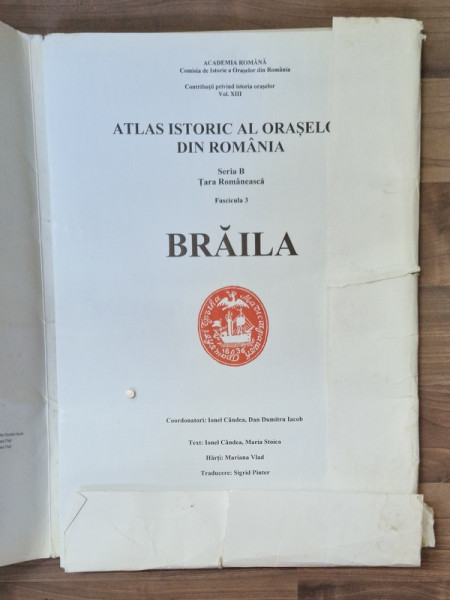 ACADEMIA ROMÂNĂ
Comisia de Istorie a Orașelor din România
Contribuții privind istoria orașelor
Vol. XIII
ATLAS ISTORIC AL ORAȘELO
DIN ROMÂNIA
Seria B
Țara Românească
Fascicula 3
BRĂILA
1836
Coordonatori: Ionel Cândea, Dan Dumitru Iacob
Text: Ionel Cândea, Maria Stoica
Hărți: Mariana Vlad
Traducere: Sigrid Pinter